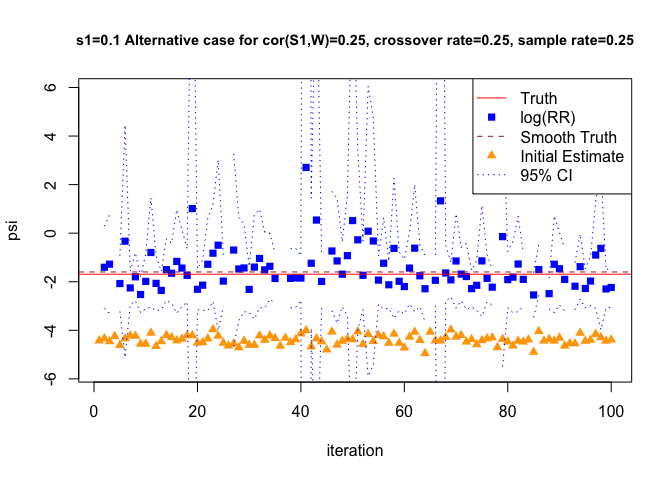 s1=0.1 Alternative case for cor(S1,W)=0.25, crossover rate=0.25, sample rate=0.25
Truth
log(RR)
Smooth Truth
Initial Estimate
95% CI
psi
6
4
2
0
-2
-4
-6
0 20 40 60 80 100
iteration